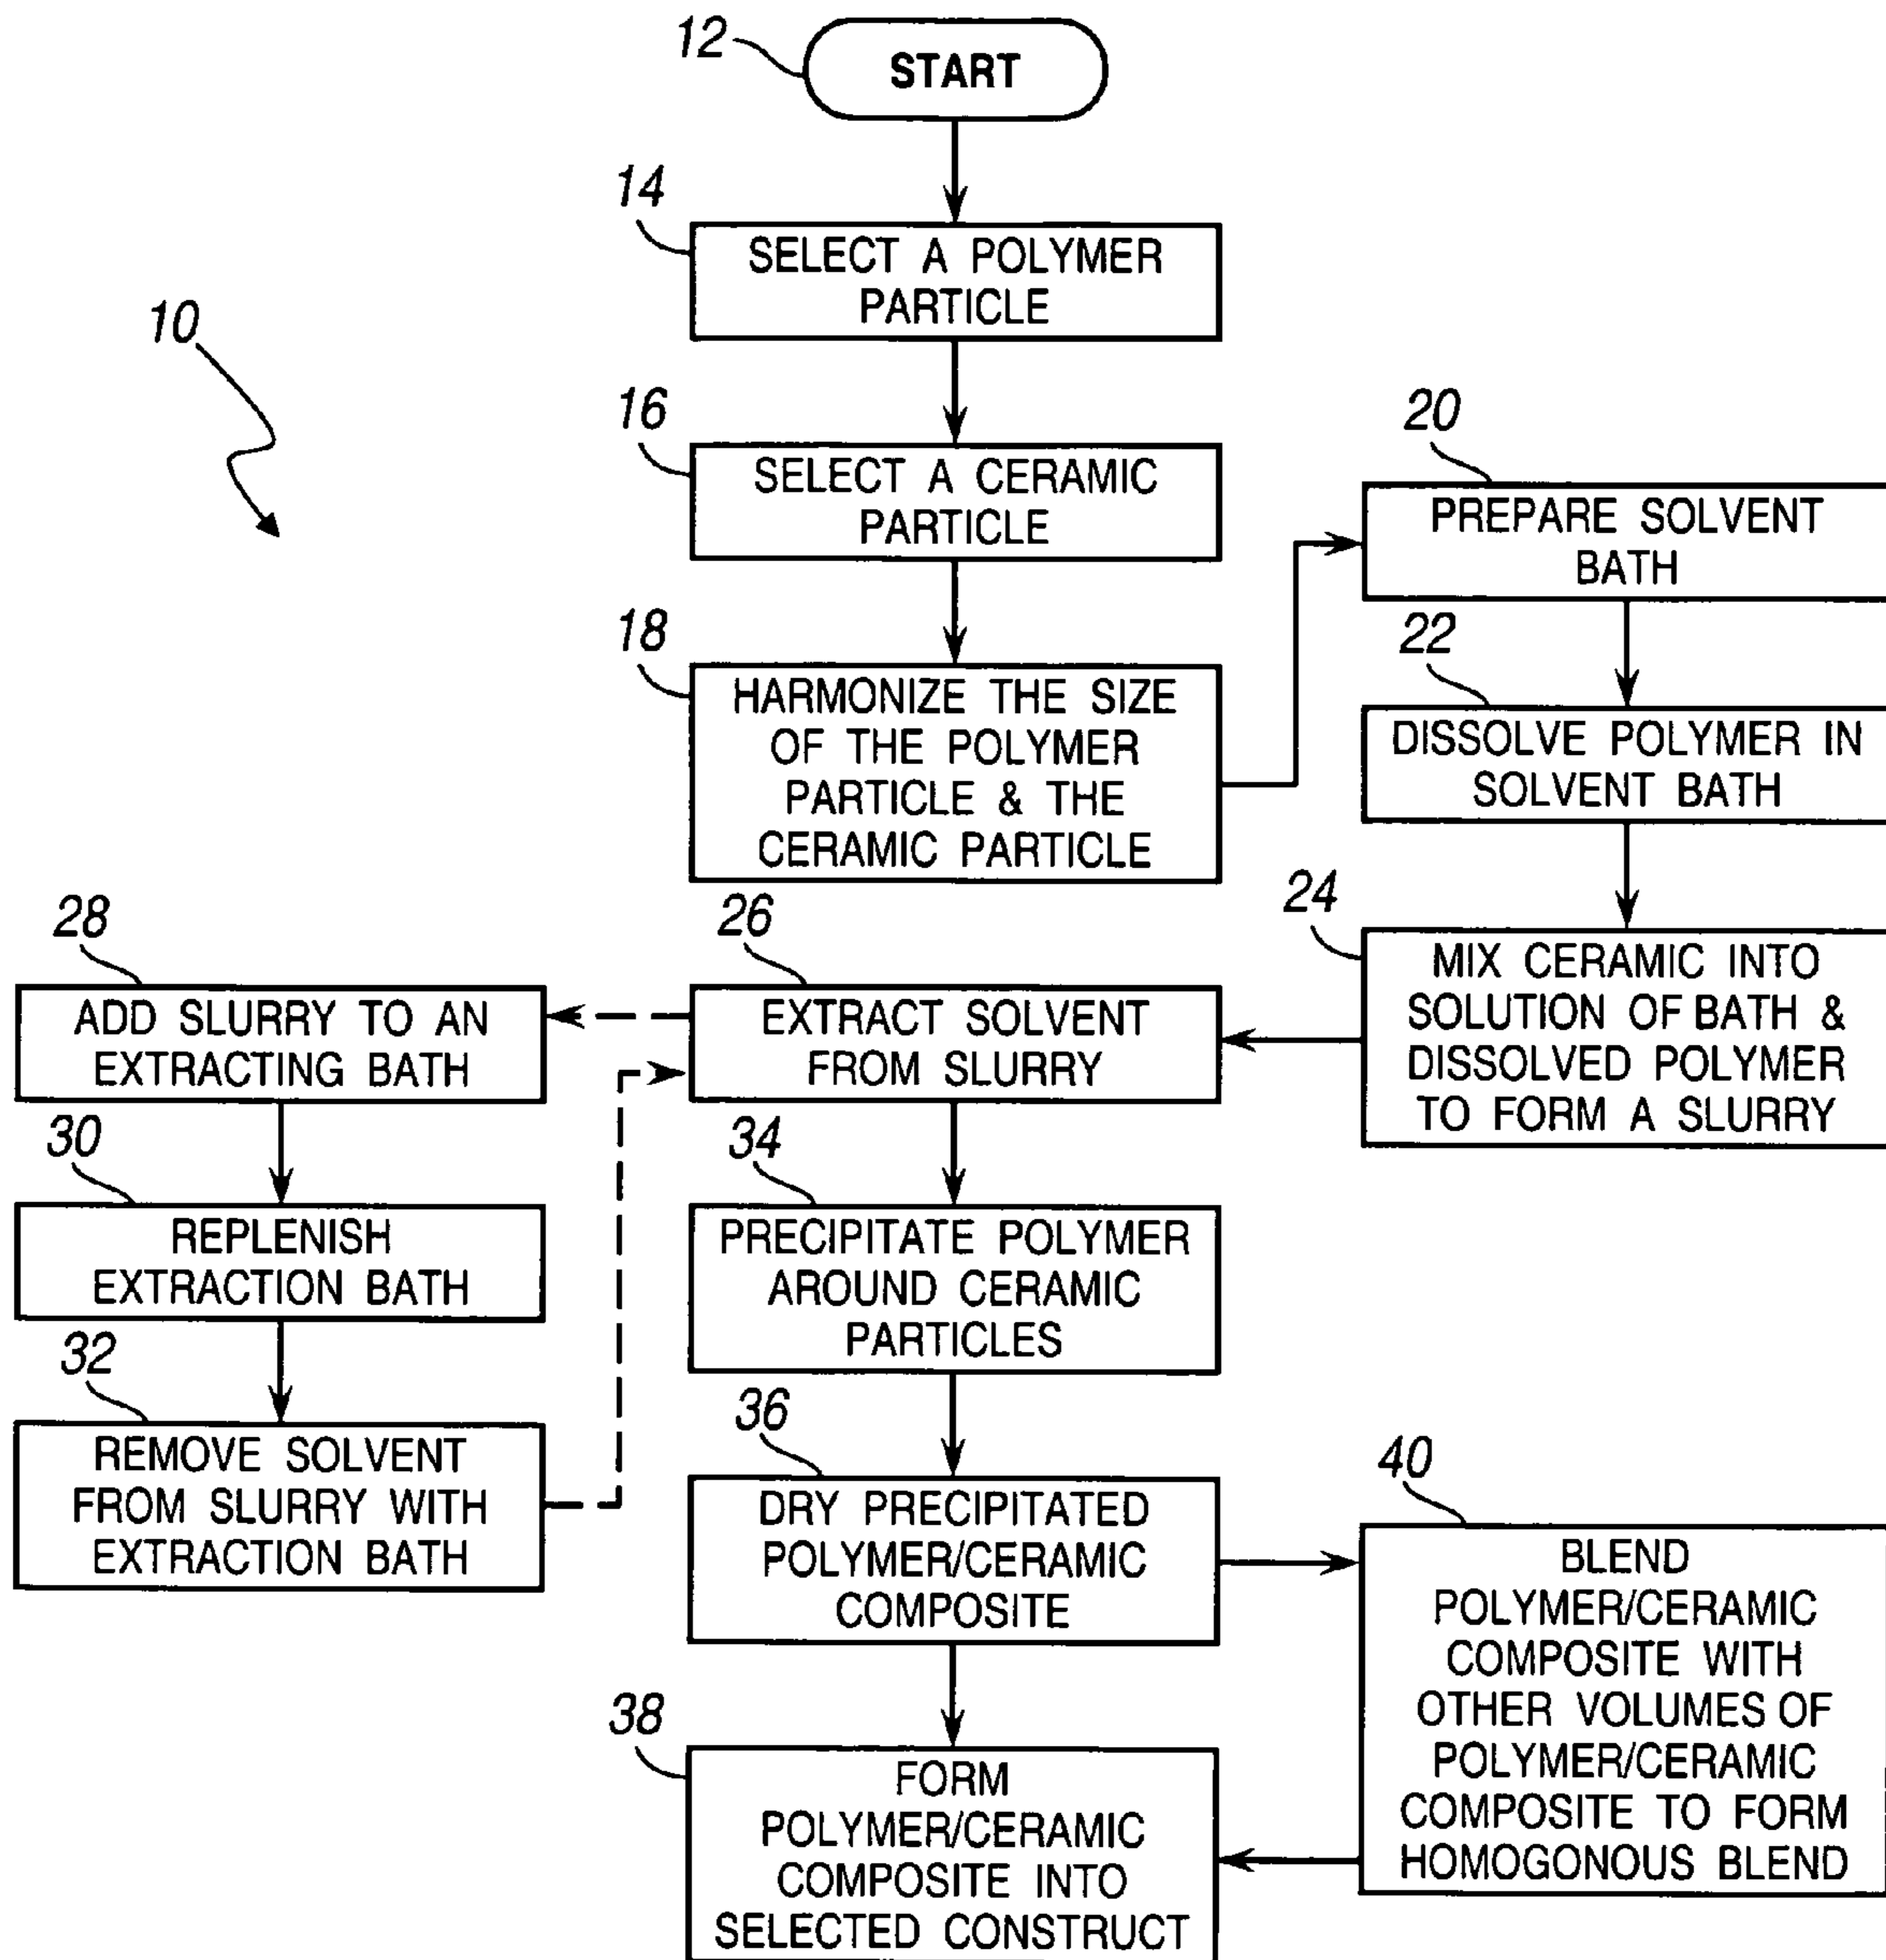 12
START
14
SELECT A POLYMER
PARTICLE
10
16
SELECT A CERAMIC
PARTICLE
18
HARMONIZE THE SIZE
OF THE POLYMER
PARTICLE & THE
CERAMIC PARTICLE
20
PREPARE SOLVENT
BATH
22
DISSOLVE POLYMER IN
SOLVENT BATH
24
MIX CERAMIC INTO
SOLUTION OF BATH &
DISSOLVED POLYMER
TO FORM A SLURRY
26
EXTRACT SOLVENT
FROM SLURRY
28
ADD SLURRY TO AN
EXTRACTING BATH
30
REPLENISH
EXTRACTION BATH
32
REMOVE SOLVENT
FROM SLURRY WITH
EXTRACTION BATH
34
PRECIPITATE POLYMER
AROUND CERAMIC
PARTICLES
36
DRY PRECIPITATED
POLYMER/CERAMIC
COMPOSITE
40
BLEND
POLYMER/CERAMIC
COMPOSITE WITH
OTHER VOLUMES OF
POLYMER/CERAMIC
COMPOSITE TO FORM
HOMOGONOUS BLEND
38
FORM
POLYMER/CERAMIC
COMPOSITE INTO
SELECTED CONSTRUCT